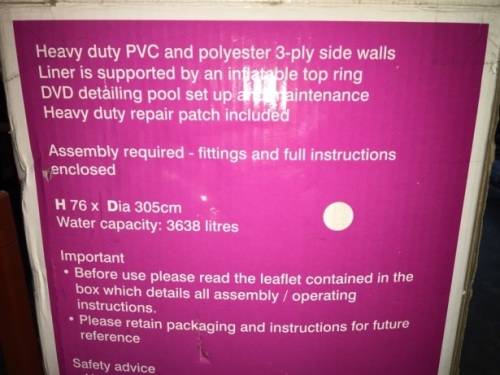 Heavy duty PVC and polyester 3-ply side walls
Liner is supported by an inflatable top ring
DVD detailing pool set up and maintenance
Heavy duty repair patch included
Assembly required - fittings and full instructions
enclosed
H 76 x Dia 305cm
Water capacity: 3638 litres
Important
• Before use please read the leaflet contained in the
box which details all assembly / operating
instructions.
• Please retain packaging and instructions for future
reference
Safety advice